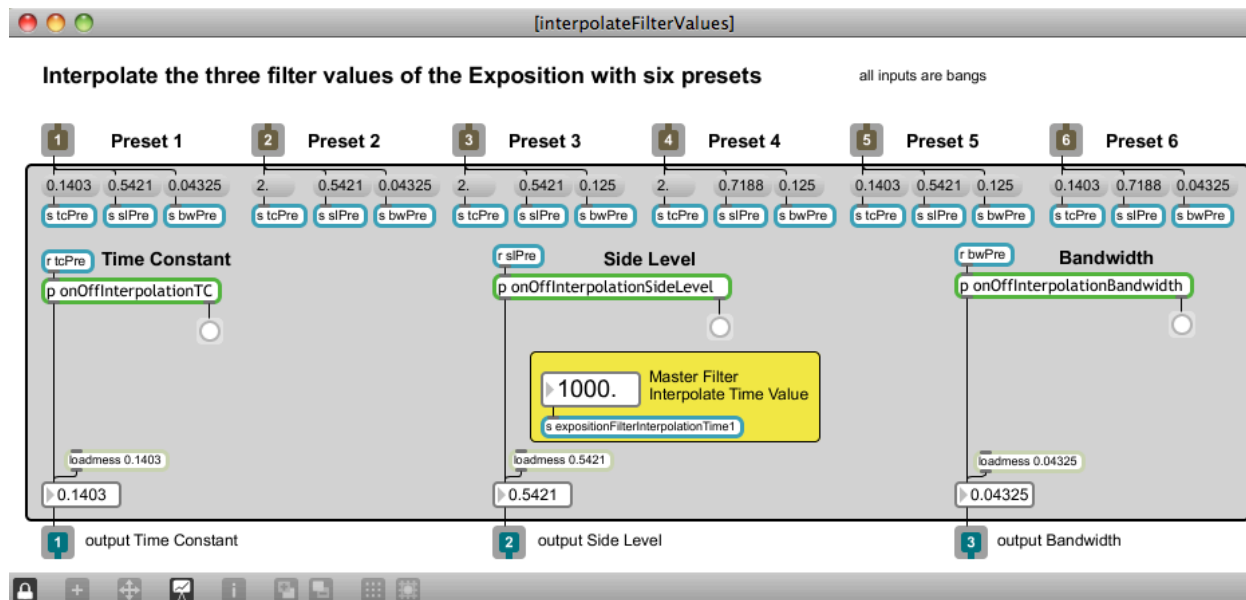 [interpolateFilterValues]
Interpolate the three filter values of the Exposition with six presets
all inputs are bangs
1 Preset 1 2 Preset 2 3 Preset 3 4 Preset 4 5 Preset 5 6 Preset 6
0.1403 0.5421 0.04325 2. 0.5421 0.04325 2. 0.5421 0.125 2. 0.7188 0.125 0.1403 0.5421 0.125 0.1403 0.7188 0.04325
s tcPre s slPre s bwPre s tcPre s slPre s bwPre s tcPre s slPre s bwPre s tcPre s slPre s bwPre s tcPre s slPre s bwPre s tcPre s slPre s bwPre
r tcPre Time Constant r slPre Side Level r bwPre Bandwidth
p onOffInterpolationTC p onOffInterpolationSideLevel p onOffInterpolationBandwidth
1000. Master Filter
Interpolate Time Value
s expositionFilterInterpolationTime1
loadmess 0.1403 loadmess 0.5421 loadmess 0.04325
0.1403 0.5421 0.04325
1 output Time Constant 2 output Side Level 3 output Bandwidth